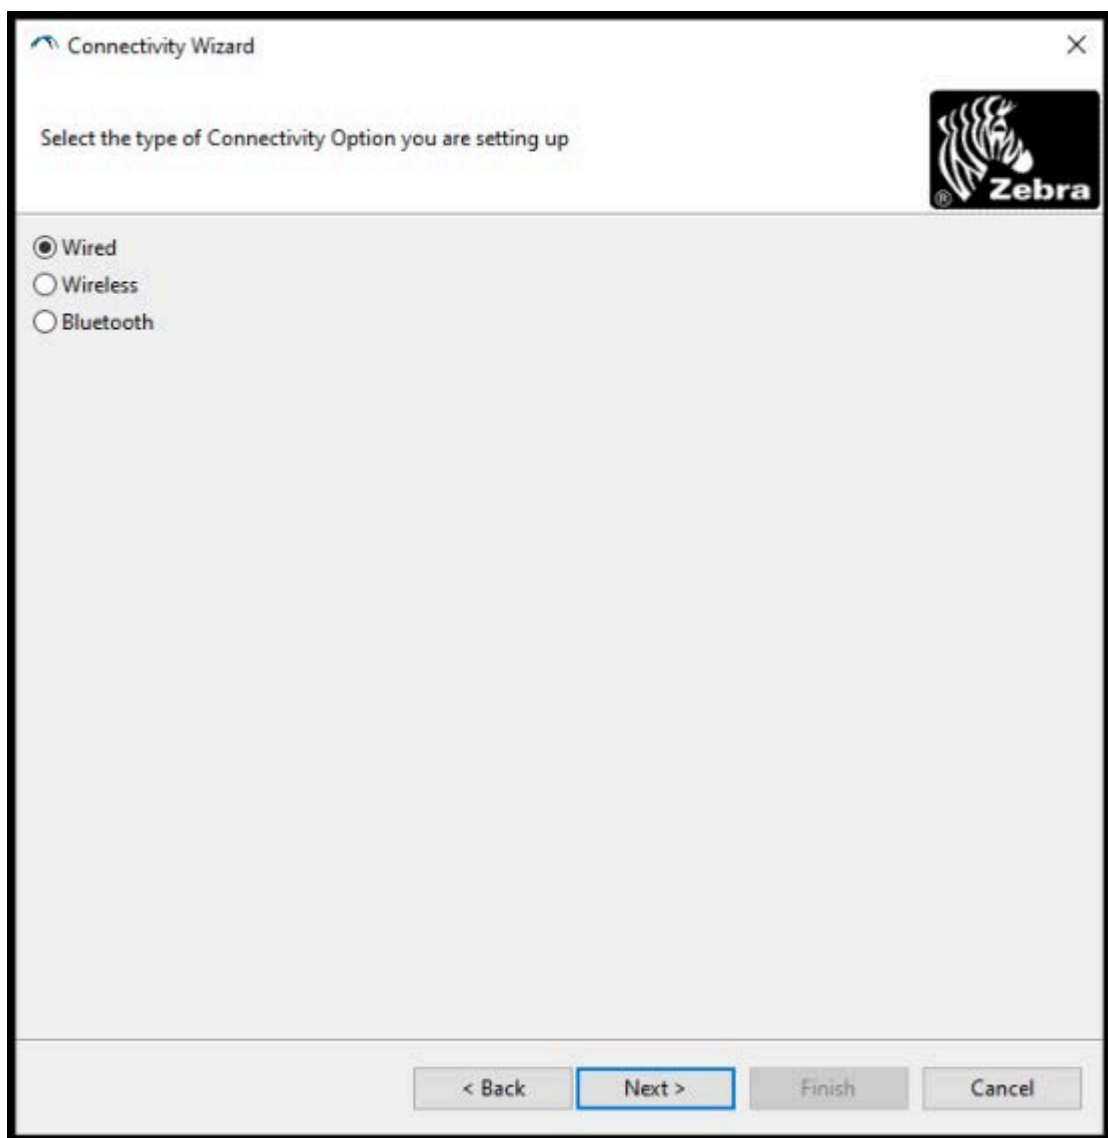 Connectivity Wizard
Select the type of Connectivity Option you are setting up
® Zebra
Wired
Wireless
Bluetooth
< Back Next > Finish Cancel